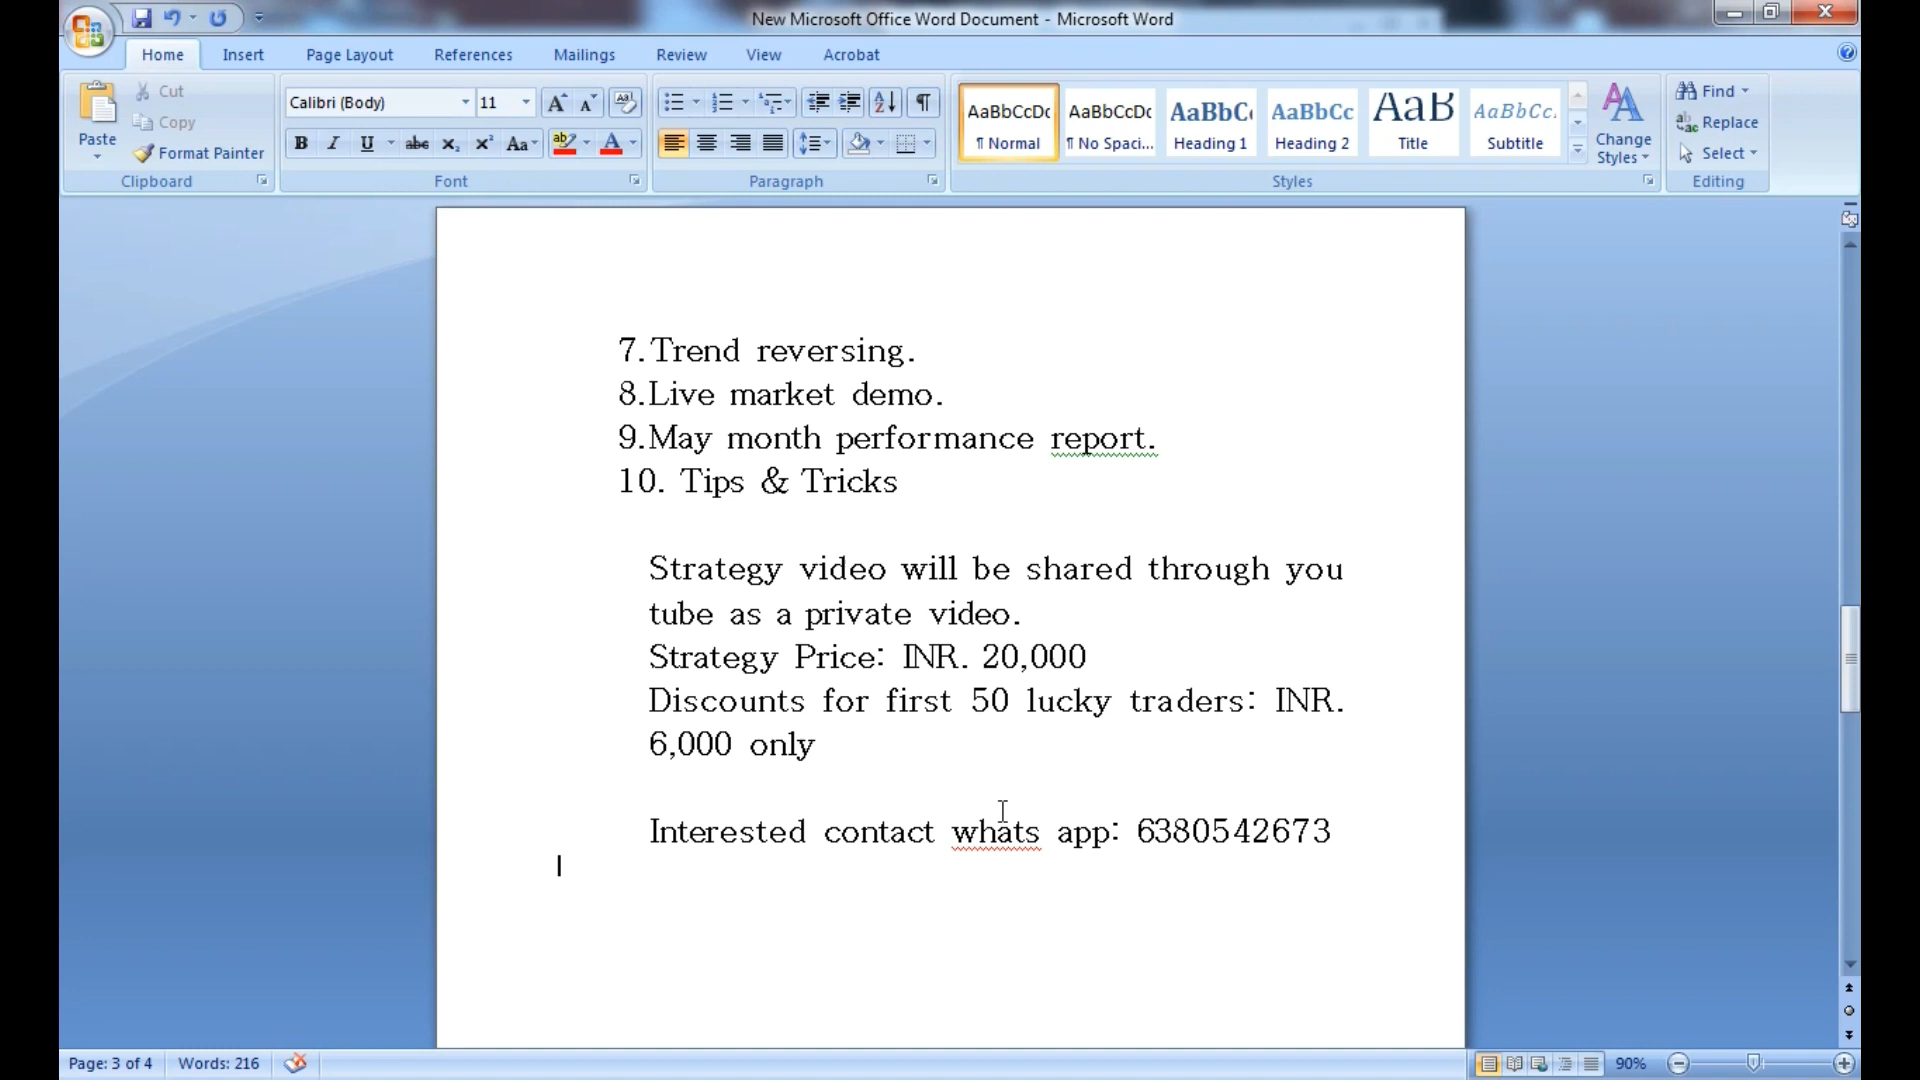 New Microsoft Office Word Document - Microsoft Word
Home Insert Page Layout References Mailings Review View Acrobat
Paste
Cut
Copy
Format Painter
Clipboard
Calibri (Body) 11
Font
Paragraph
AaBbCcDc AaBbCcDc AaBbC AaBbCc AaB AaBbCc.
¶ Normal ¶ No Spaci... Heading 1 Heading 2 Title Subtitle
Change Styles
Styles
Find
Replace
Select
Editing
7. Trend reversing.
8. Live market demo.
9. May month performance report.
10. Tips & Tricks
Strategy video will be shared through you
tube as a private video.
Strategy Price: INR. 20,000
Discounts for first 50 lucky traders: INR.
6,000 only
Interested contact whats app: 6380542673
Page: 3 of 4 Words: 216 90%